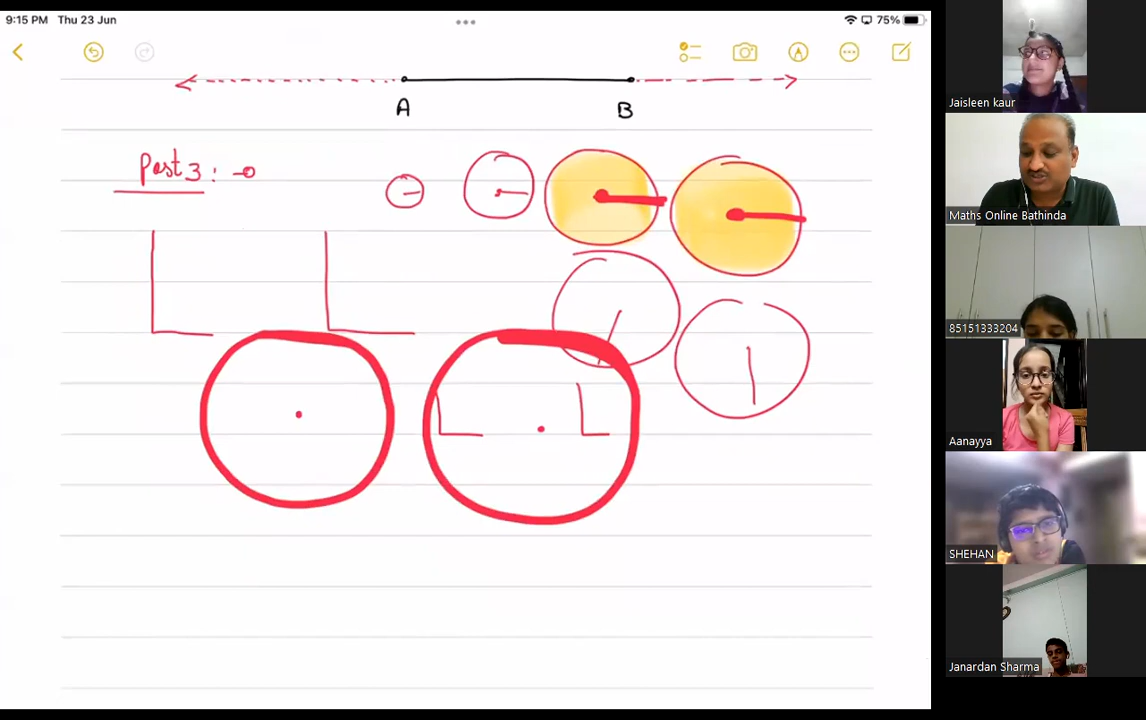 9:15 PM Thu 23 Jun
75%
A B
Post 3 : -
Jaisleen kaur
Maths Online Bathinda
85151333204
Aanayya
SHEHAN
Janardan Sharma